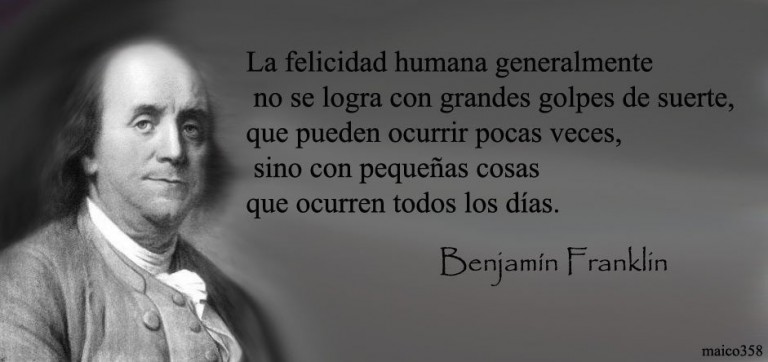 La felicidad humana generalmente
no se logra con grandes golpes de suerte,
que pueden ocurrir pocas veces,
sino con pequeñas cosas
que ocurren todos los días.
Benjamín Franklin
maico358